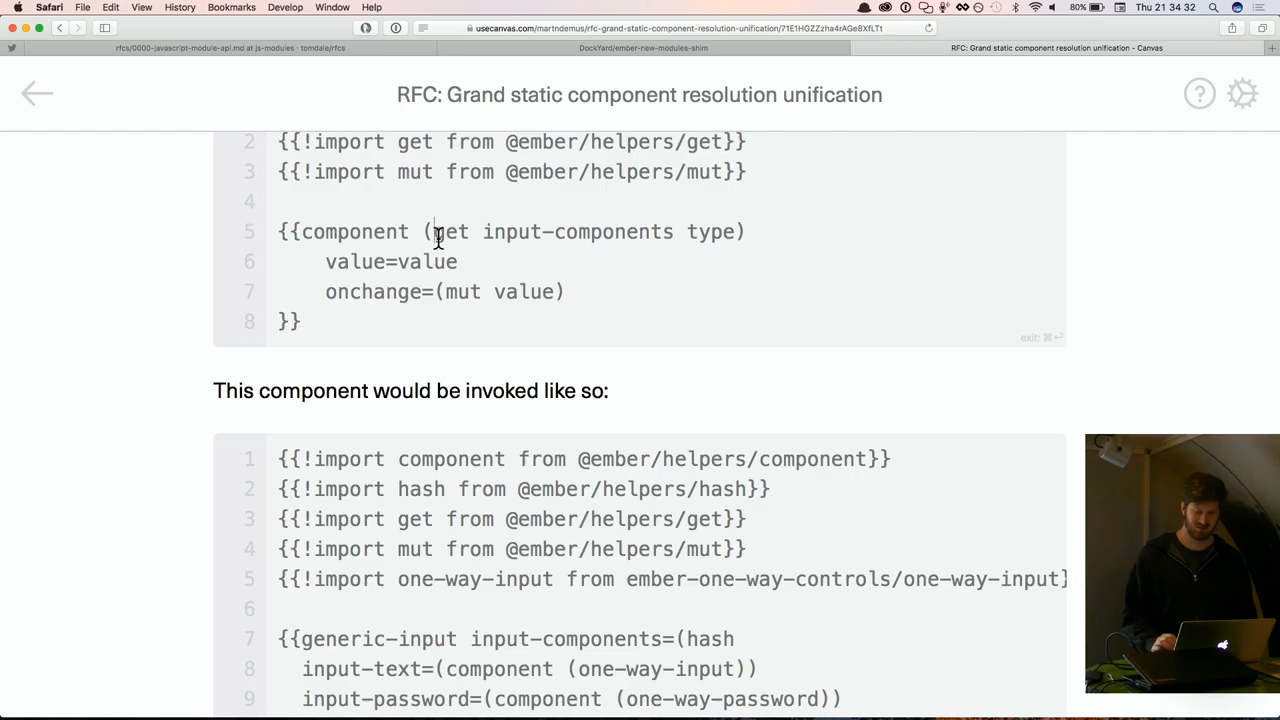 Safari File Edit View History Bookmarks Develop Window Help 80% Thu 21 34 32
usecanvas.com/martndemus/rfc-grand-static-component-resolution-unification/71E1HGZZzha4rAGe8XfLTt
rfcs/0000-javascript-module-api.md at js-modules · tomdale/rfcs DockYard/ember-new-modules-shim RFC: Grand static component resolution unification - Canvas
RFC: Grand static component resolution unification
2 {{!import get from @ember/helpers/get}}
3 {{!import mut from @ember/helpers/mut}}
4
5 {{component (get input-components type)
6 value=value
7 onchange=(mut value)
8 }}
exit: ⌘↩
This component would be invoked like so:
1 {{!import component from @ember/helpers/component}}
2 {{!import hash from @ember/helpers/hash}}
3 {{!import get from @ember/helpers/get}}
4 {{!import mut from @ember/helpers/mut}}
5 {{!import one-way-input from ember-one-way-controls/one-way-input}
6
7 {{generic-input input-components=(hash
8 input-text=(component (one-way-input))
9 input-password=(component (one-way-password))